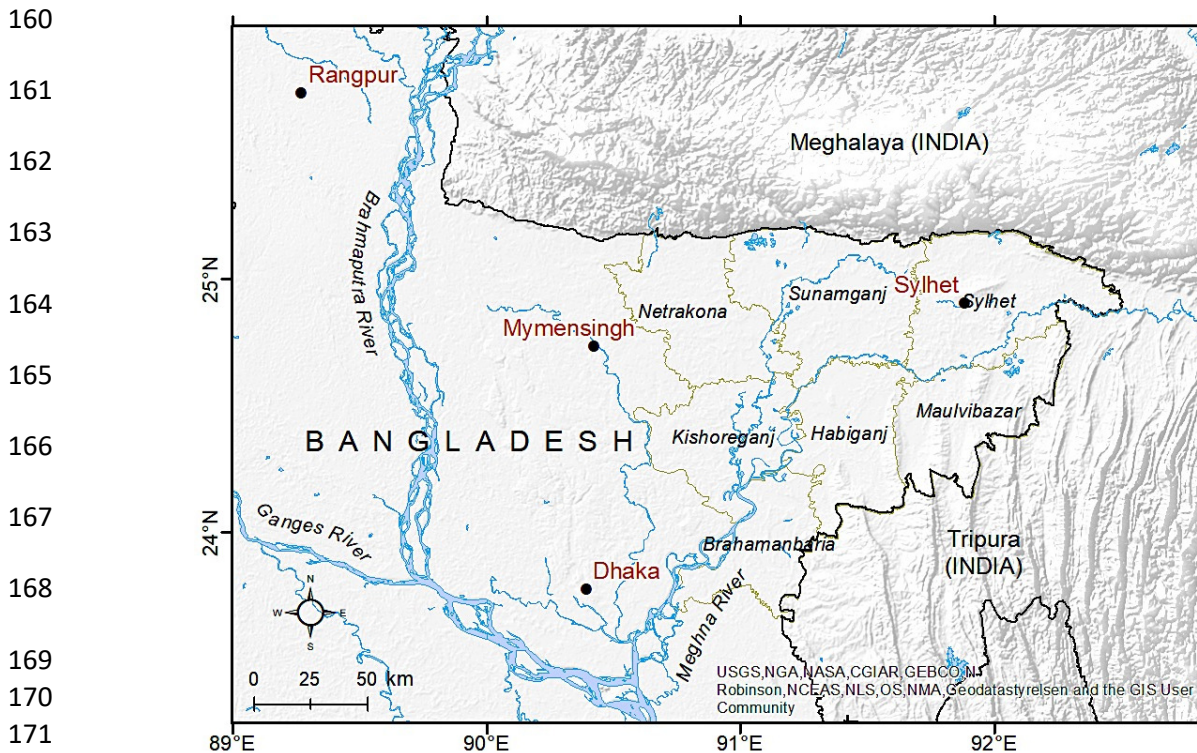 160
161
162
163
164
165
166
167
168
169
170
171
Rangpur
Meghalaya (INDIA)
Brahmaputra River
25°N
Sunamganj
Sylhet
Sylhet
Netrakona
Mymensingh
Maulvibazar
BANGLADESH
Kishoreganj
Habiganj
24°N
Ganges River
Brahamanbaria
Tripura
(INDIA)
Dhaka
Meghna River
N
W
E
S
0 25 50 km
USGS,NGA,NASA,CGIAR,GEBCO,N
Robinson,NCEAS,NLS,OS,NMA,Geodatastyrelsen and the GIS User
Community
89°E
90°E
91°E
92°E